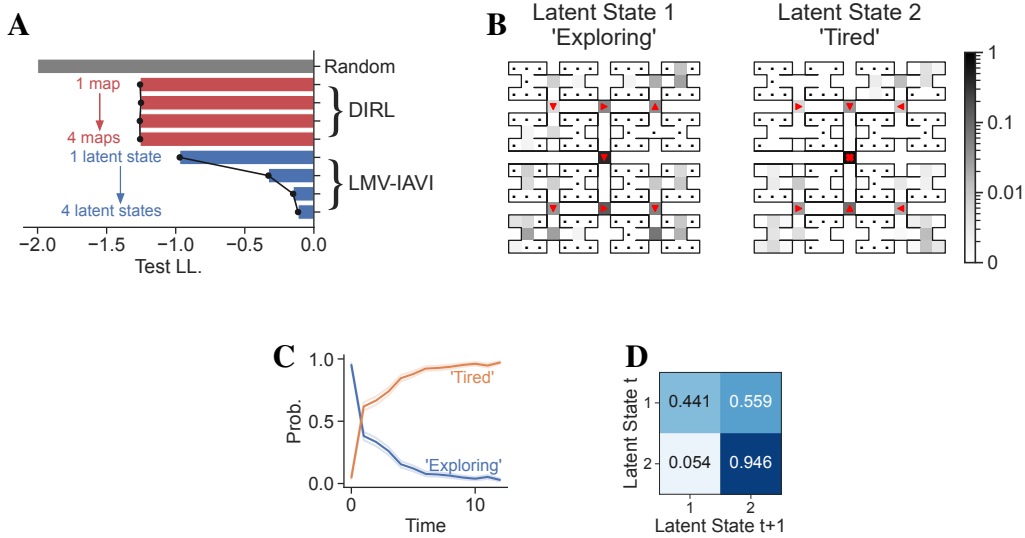 A
Random
1 map
4 maps
DIRL
1 latent state
4 latent states
LMV-IAVI
−2.0 −1.5 −1.0 −0.5 0.0
Test LL.
B
Latent State 1
'Exploring'
Latent State 2
'Tired'
1
0.1
0.01
0
C
1.0
0.5
0.0
Prob.
'Tired'
'Exploring'
0 10
Time
D
Latent State t
1
2
0.441 0.559
0.054 0.946
1 2
Latent State t+1